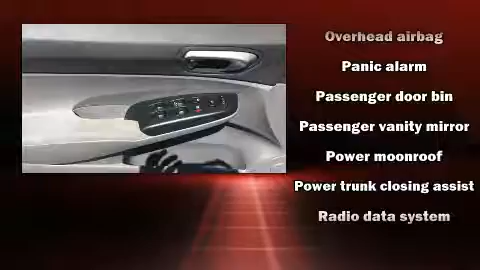 Overhead airbag
Panic alarm
Passenger door bin
Passenger vanity mirror
Power moonroof
Power trunk closing assist
Radio data system